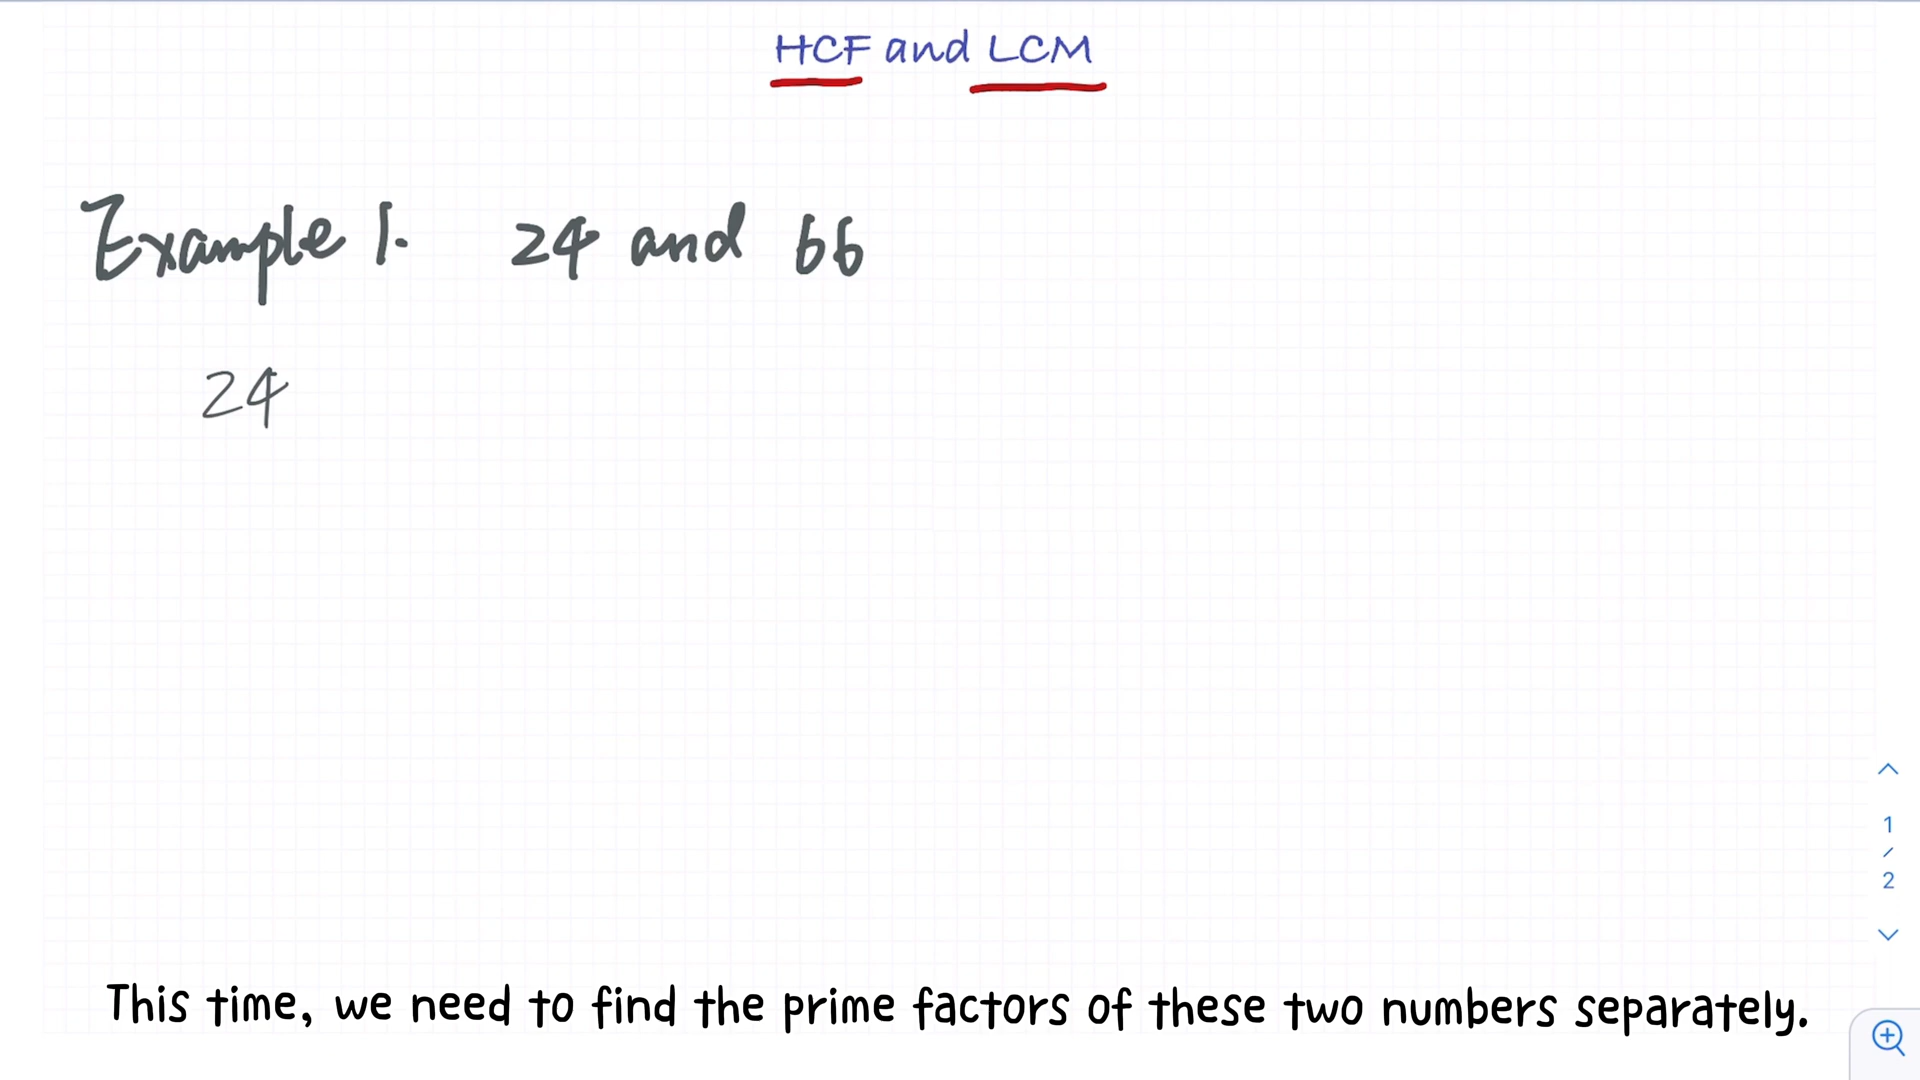 HCF and LCM
Example 1. 24 and 66
24
1
/
2
This time, we need to find the prime factors of these two numbers separately.